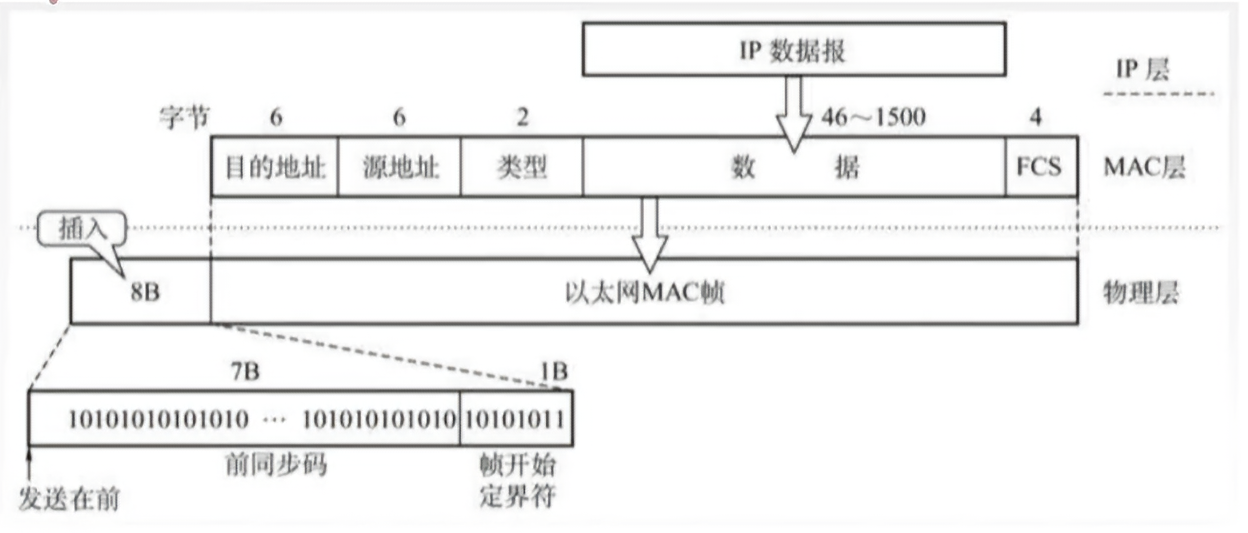 IP 数据报
IP 层
字节 6 6 2 46～1500 4
目的地址 源地址 类型 数 据 FCS MAC层
插入
8B 以太网MAC帧 物理层
7B 1B
10101010101010 ··· 101010101010 10101011
前同步码 帧开始
定界符
发送在前